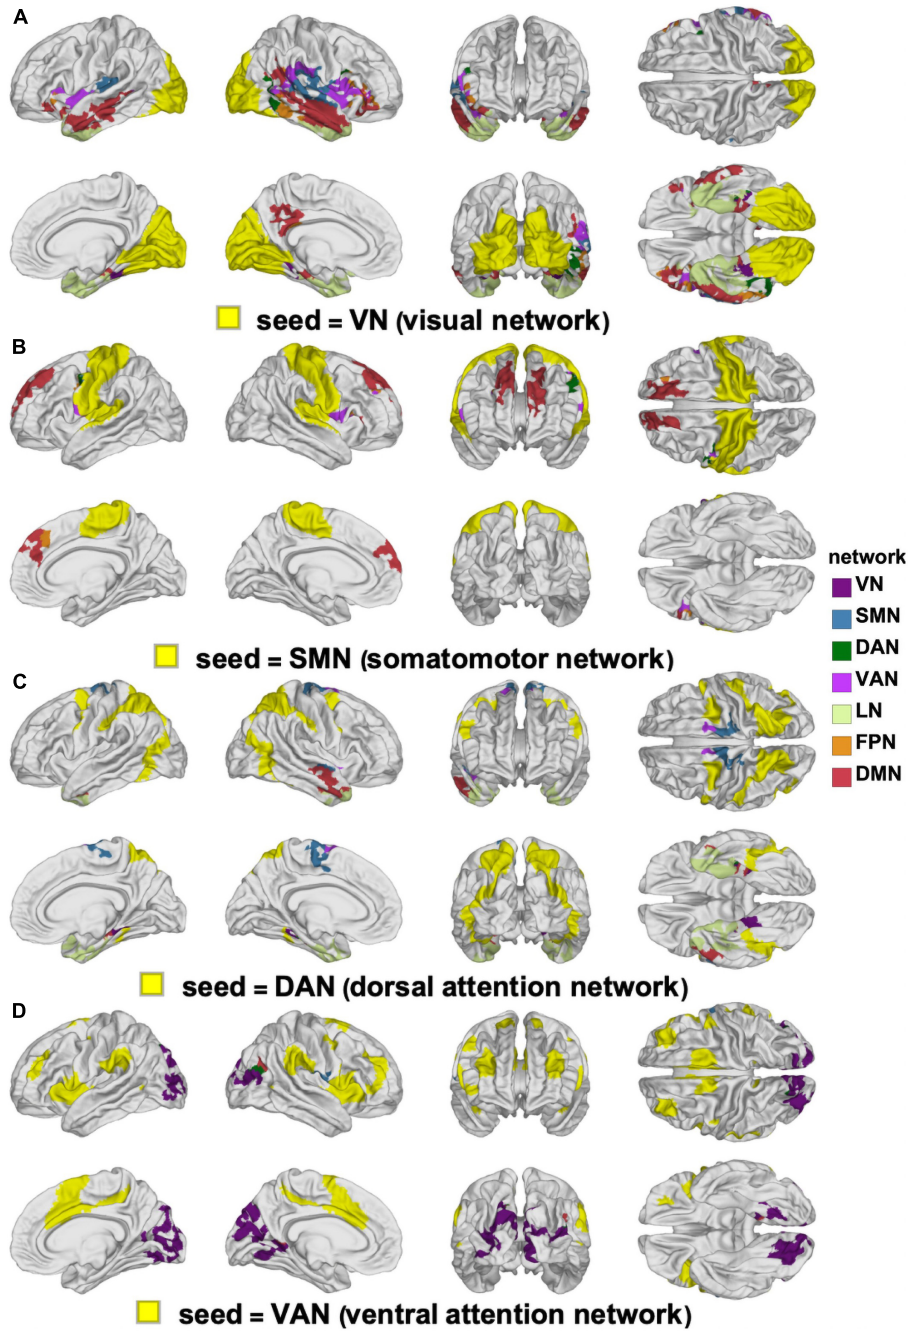 A
seed = VN (visual network)
B
seed = SMN (somatomotor network)
network
VN
SMN
DAN
VAN
LN
FPN
DMN
C
seed = DAN (dorsal attention network)
D
seed = VAN (ventral attention network)